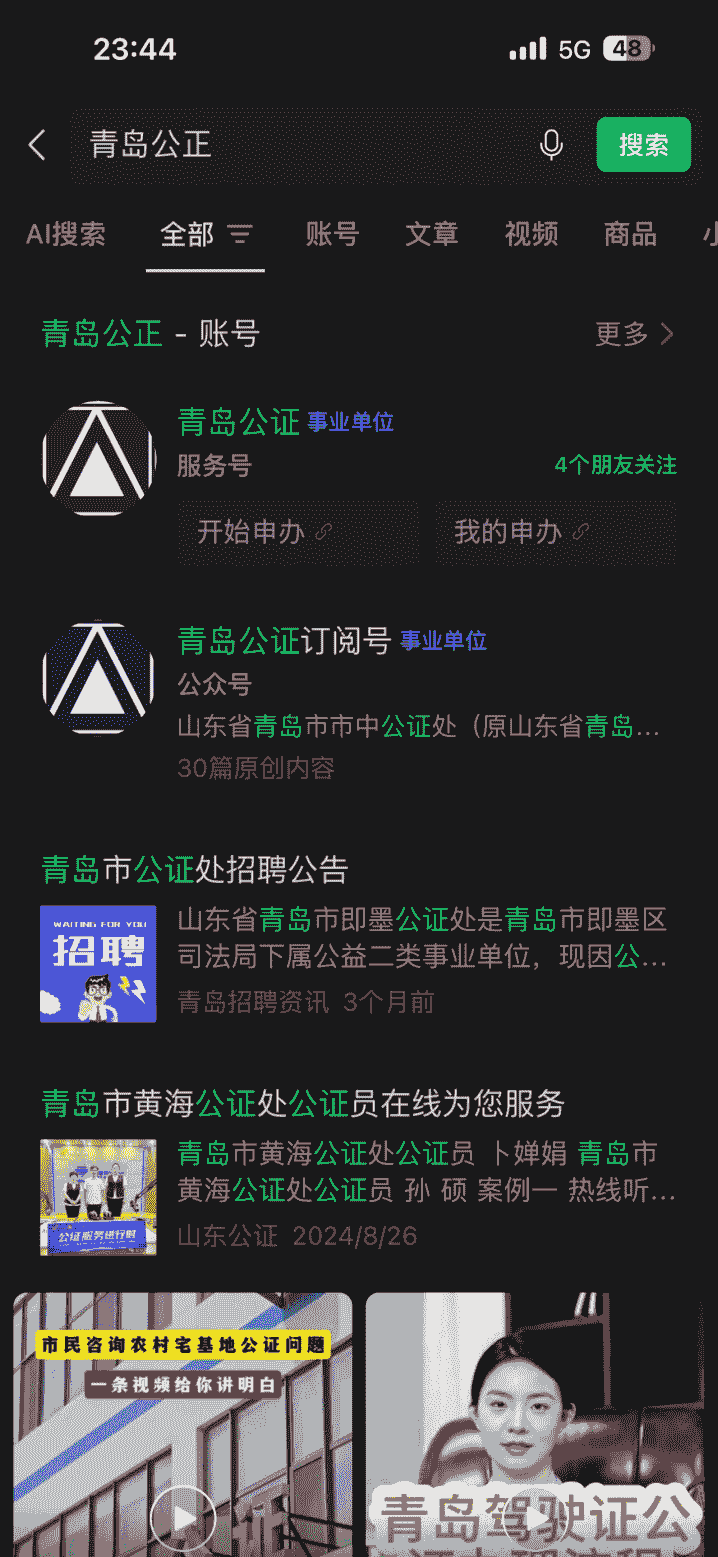 23:44
5G
48
青岛公正
搜索
AI搜索
全部
账号
文章
视频
商品
青岛公正 - 账号
更多
青岛公证 事业单位
服务号
4个朋友关注
开始申办
我的申办
青岛公证订阅号 事业单位
公众号
山东省青岛市市中公证处（原山东省青岛...
30篇原创内容
青岛市公证处招聘公告
WAITING FOR YOU
招聘
山东省青岛市即墨公证处是青岛市即墨区
司法局下属公益二类事业单位，现因公...
青岛招聘资讯 3个月前
青岛市黄海公证处公证员在线为您服务
青岛市黄海公证处公证员 卜婵娟 青岛市
黄海公证处公证员 孙 硕 案例一 热线听...
公证服务进行时
山东公证 2024/8/26
市民咨询农村宅基地公证问题
一条视频给你讲明白
青岛驾驶证公